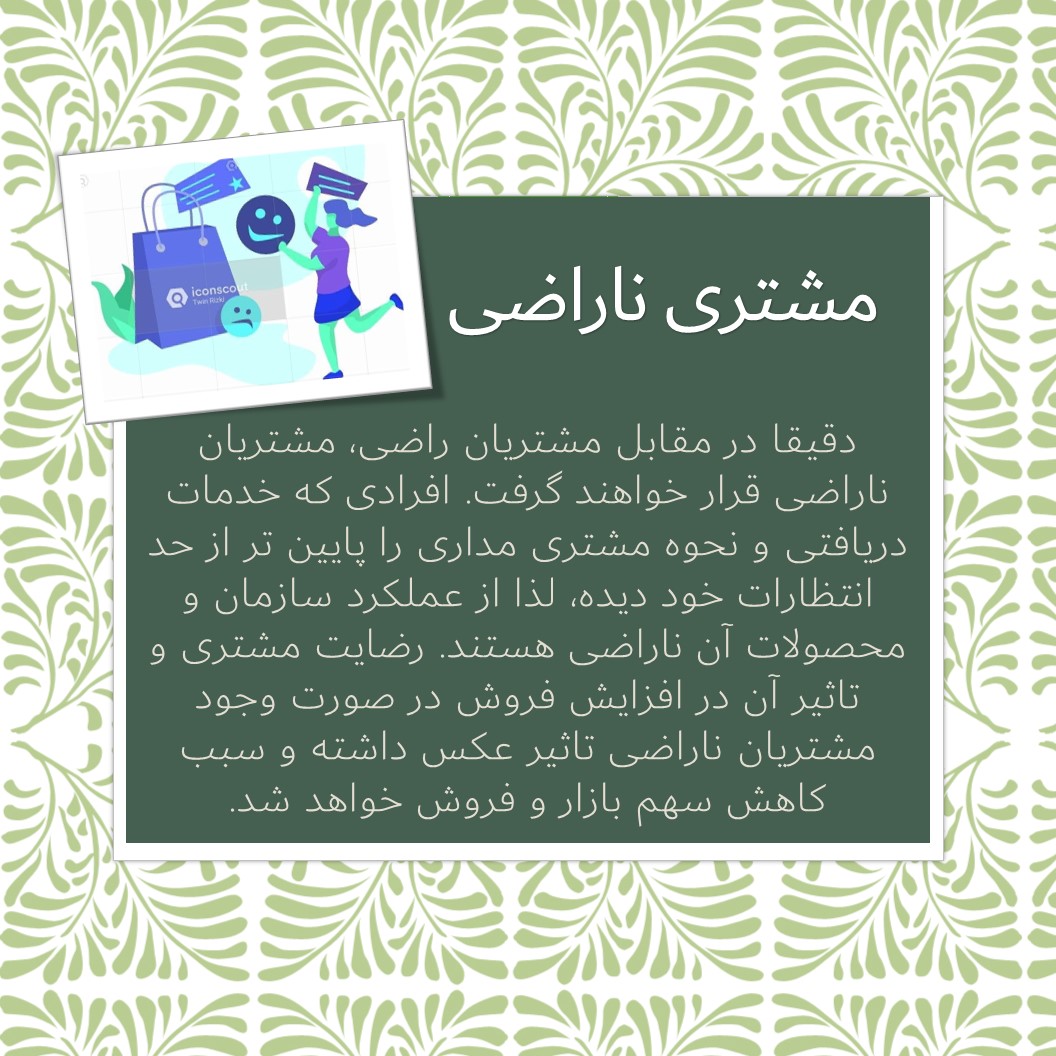 iconscout
Twin Rizki
مشتری ناراضی
دقیقا در مقابل مشتریان راضی، مشتریان
ناراضی قرار خواهند گرفت. افرادی که خدمات
دریافتی و نحوه مشتری مداری را پایین تر از حد
انتظارات خود دیده، لذا از عملکرد سازمان و
محصولات آن ناراضی هستند. رضایت مشتری و
تاثیر آن در افزایش فروش در صورت وجود
مشتریان ناراضی تاثیر عکس داشته و سبب
کاهش سهم بازار و فروش خواهد شد.